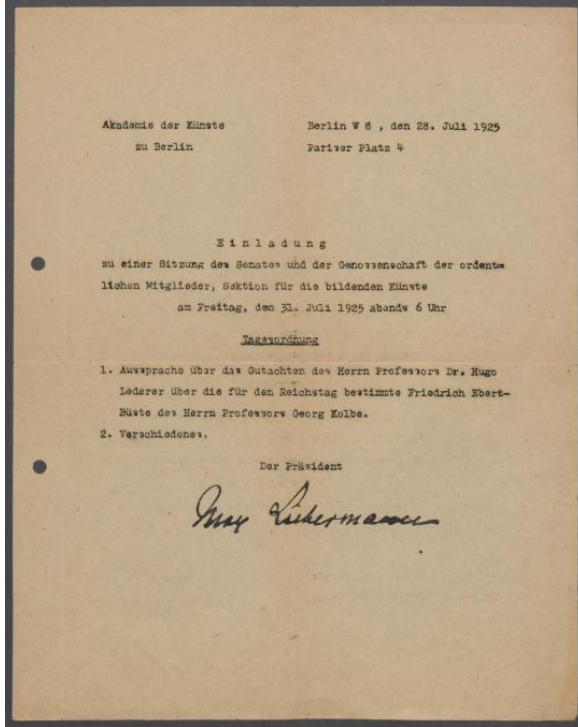 Akademie der Künste
zu Berlin
Berlin W 8 , den 28. Juli 1925
Pariser Platz 4
Einladung
zu einer Sitzung des Senates und der Genossenschaft der ordent=
lichen Mitglieder, Sektion für die bildenden Künste
am Freitag, den 31. Juli 1925 abends 6 Uhr
Tagesordnung
1. Aussprache über das Gutachten des Herrn Professors Dr. Hugo
Lederer über die für den Reichstag bestimmte Friedrich Ebert-
Büste des Herrn Professors Georg Kolbe.
2. Verschiedenes.
Der Präsident
Max Liebermann